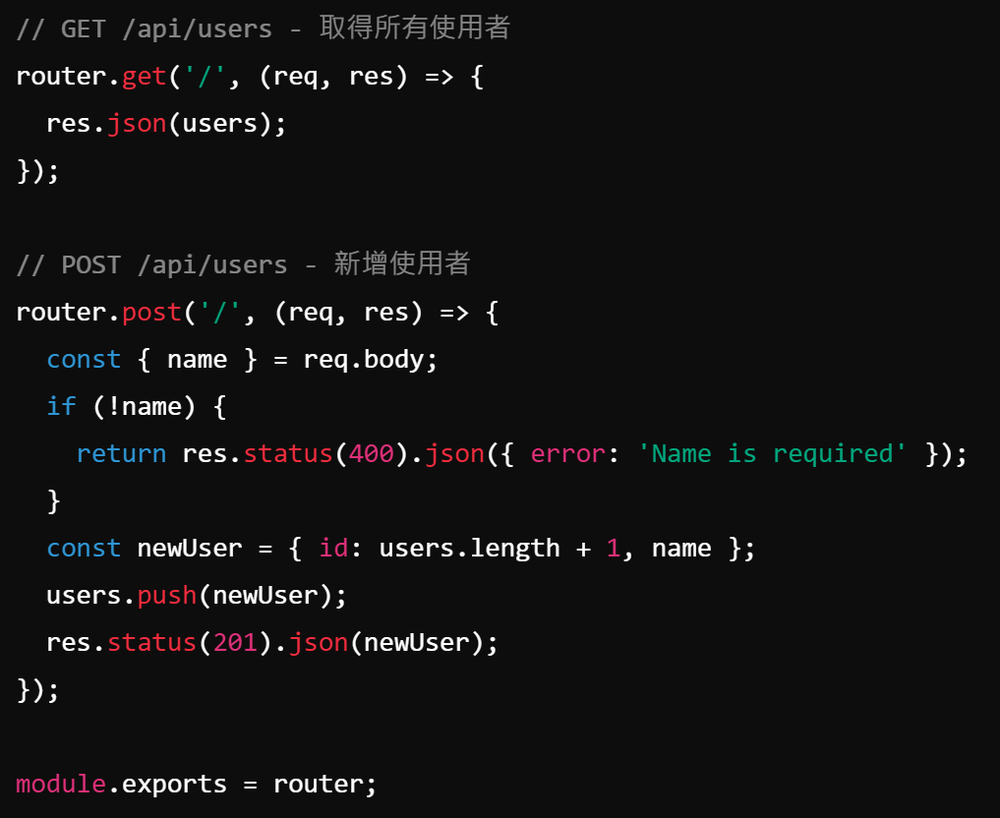 // GET /api/users - 取得所有使用者
router.get('/', (req, res) => {
  res.json(users);
});

// POST /api/users - 新增使用者
router.post('/', (req, res) => {
  const { name } = req.body;
  if (!name) {
    return res.status(400).json({ error: 'Name is required' });
  }
  const newUser = { id: users.length + 1, name };
  users.push(newUser);
  res.status(201).json(newUser);
});

module.exports = router;